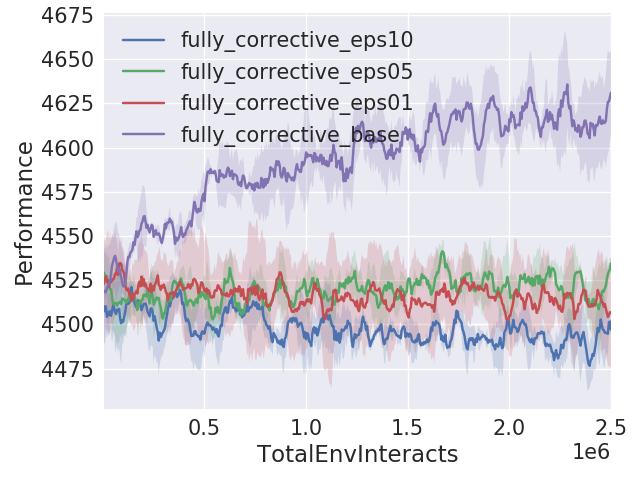 4675
4650
4625
4600
4575
4550
4525
4500
4475
Performance
fully_corrective_eps10
fully_corrective_eps05
fully_corrective_eps01
fully_corrective_base
0.5 1.0 1.5 2.0 2.5
1e6
TotalEnvInteracts